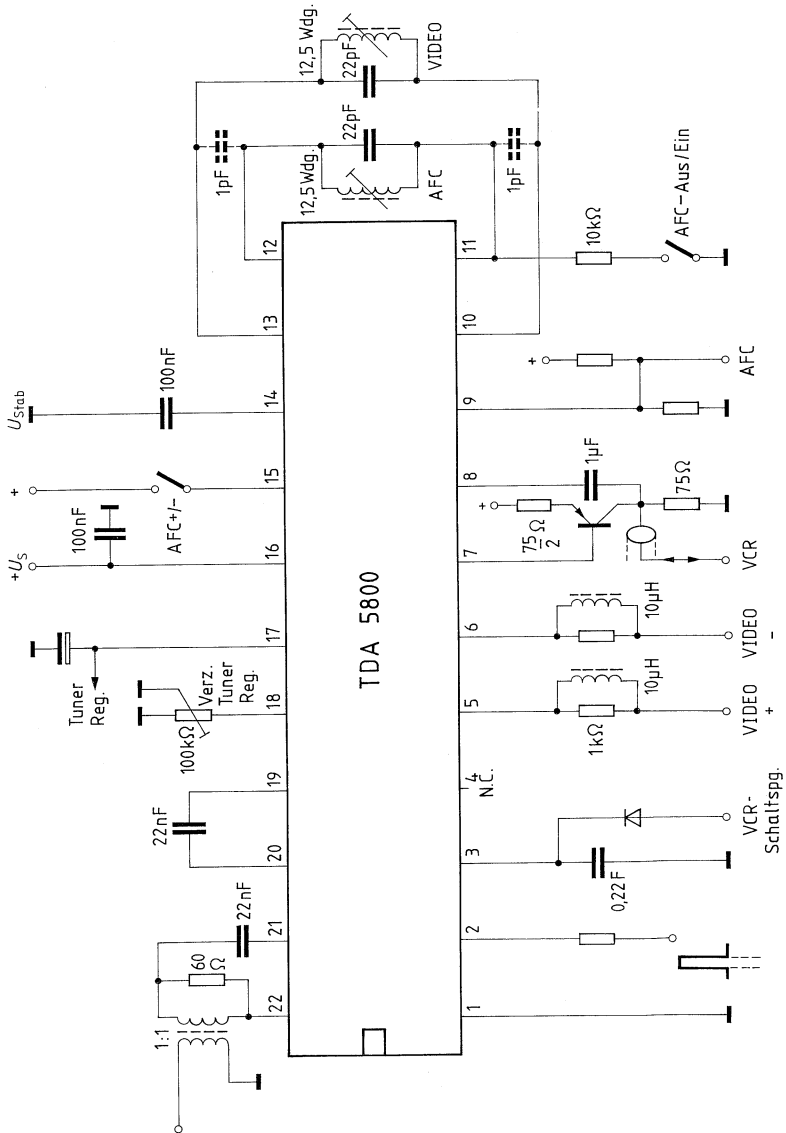 1:1
60
Ω
22nF
22nF
100kΩ
Verz.
Tuner
Reg.
Tuner
Reg.
+U_S
100nF
+
AFC+/-
U_Stab
100nF
1pF
12,5 Wdg.
22pF
AFC
12,5 Wdg.
22pF
VIDEO
1pF
22
21
20
19
18
17
16
15
14
13
12
TDA 5800
1
2
3
4
N.C.
5
6
7
8
9
10
11
0,22F
VCR-
Schaltspg.
1kΩ
10µH
VIDEO
+
10µH
VIDEO
-
+
75/2 Ω
1µF
75Ω
VCR
+
AFC
10kΩ
AFC-Aus/Ein